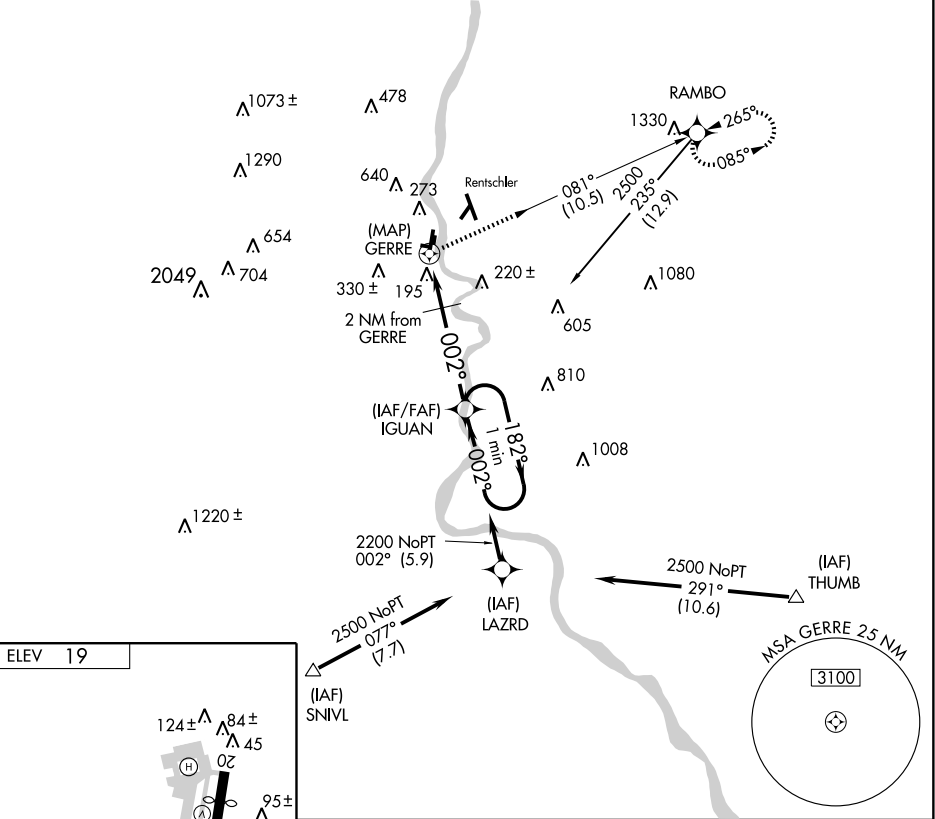 RAMBO
1073 ±
478
1330
265°
085°
1290
640
273
Rentschler
081°
(10.5)
2500
235°
(12.9)
(MAP)
GERRE
654
704
2049
330 ±
195
220 ±
1080
605
2 NM from
GERRE
002°
810
(IAF/FAF)
IGUAN
182°
1 min
002°
1008
1220 ±
2200 NoPT
002° (5.9)
(IAF)
LAZRD
2500 NoPT
291°
(10.6)
(IAF)
THUMB
2500 NoPT
077°
(7.7)
(IAF)
SNIVL
MSA GERRE 25 NM
3100
ELEV 19
124 ±
84 ±
45
20
H
A
95 ±